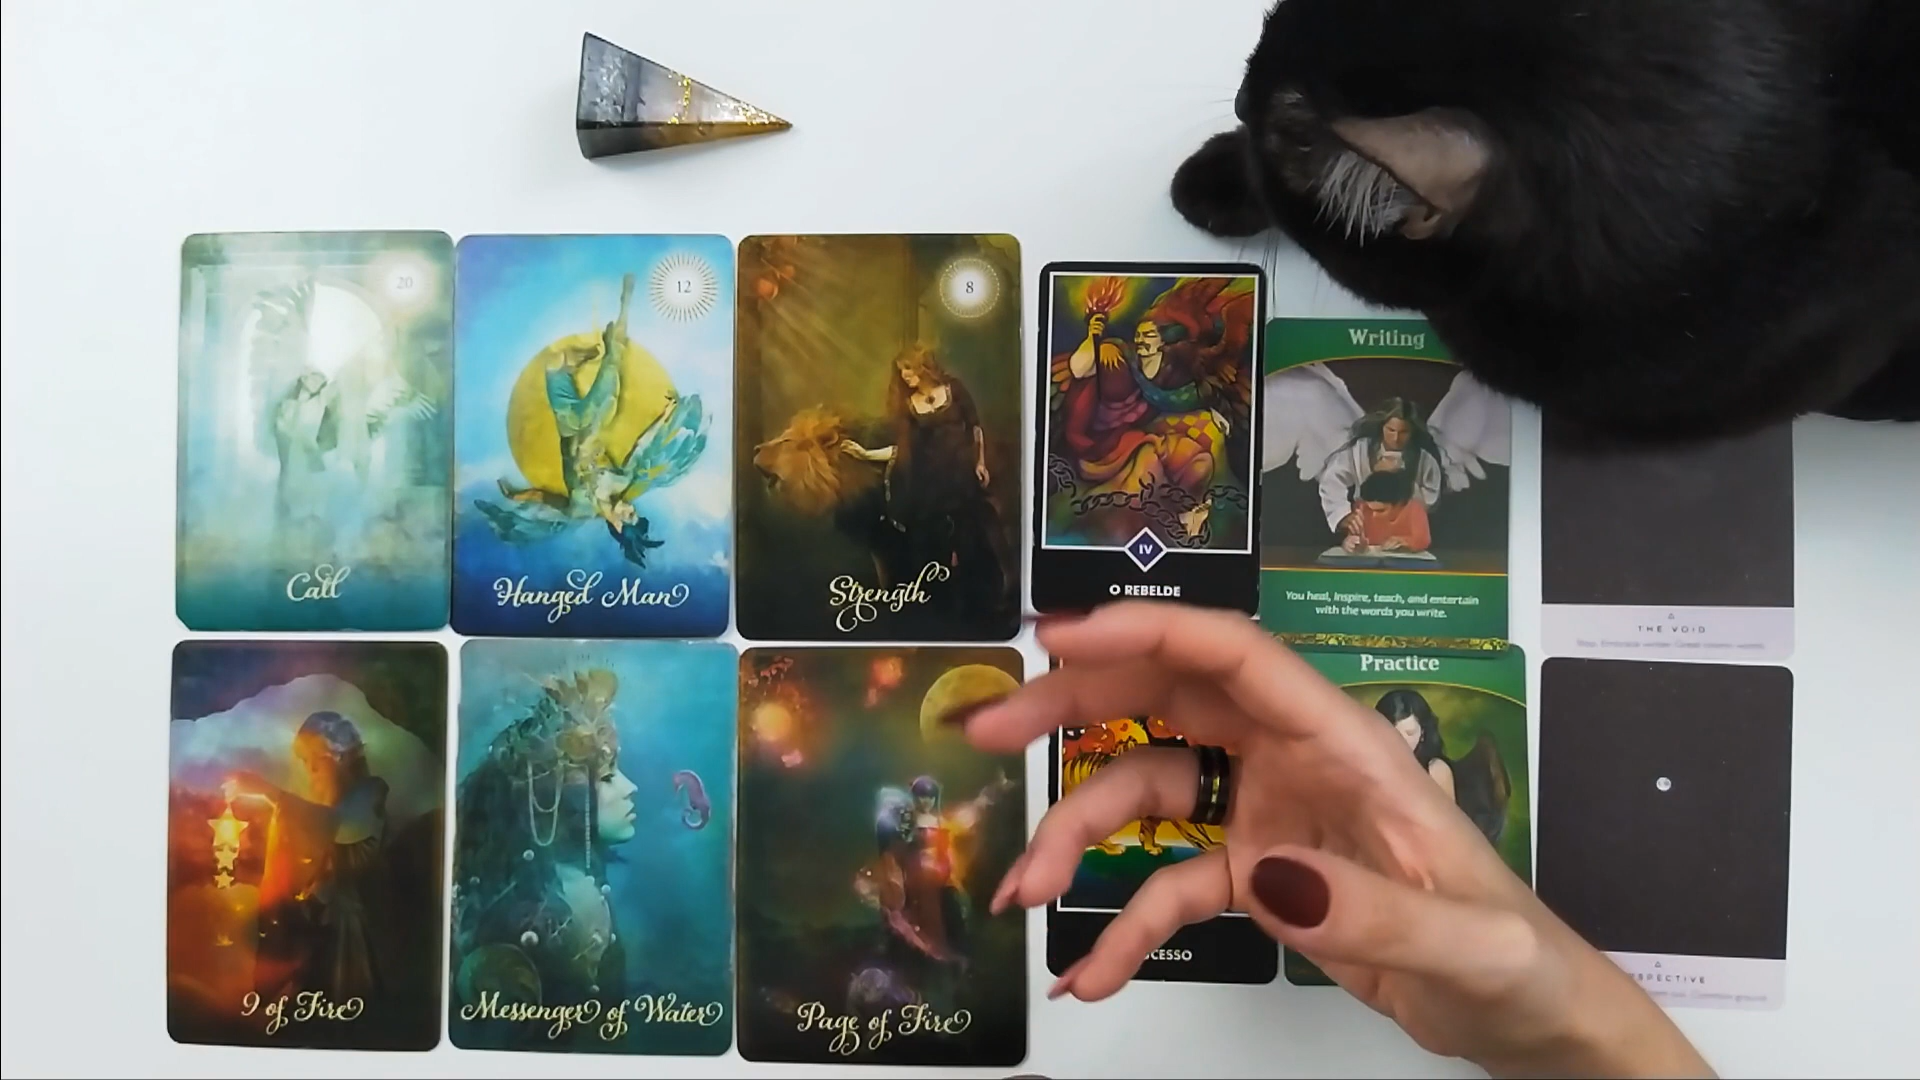 20
Call
12
Hanged Man
8
Strength
IV
O REBELDE
Writing
You heal, inspire, teach, and entertain
with the words you write.
THE VOID
9 of Fire
Messenger of Water
Page of Fire
CESSO
Practice
SPECTIVE